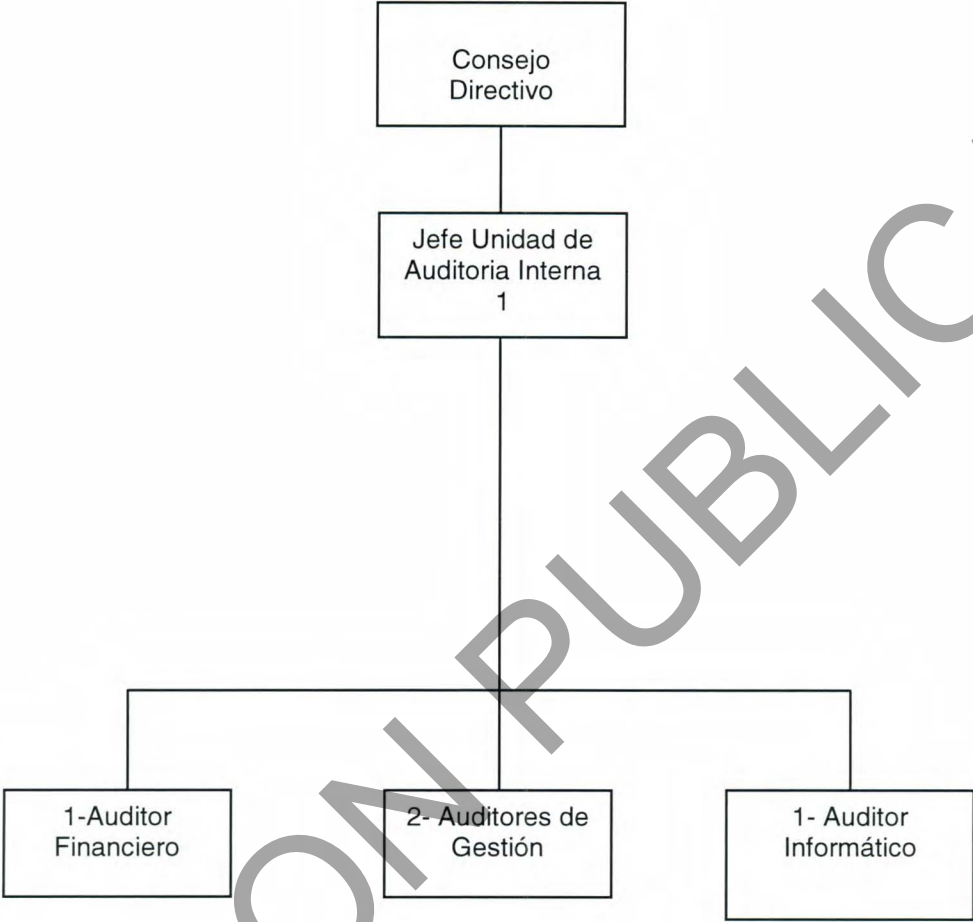 Consejo
Directivo
Jefe Unidad de
Auditoria Interna
1
1-Auditor
Financiero
2- Auditores de
Gestión
1- Auditor
Informático
ON PUBLIC